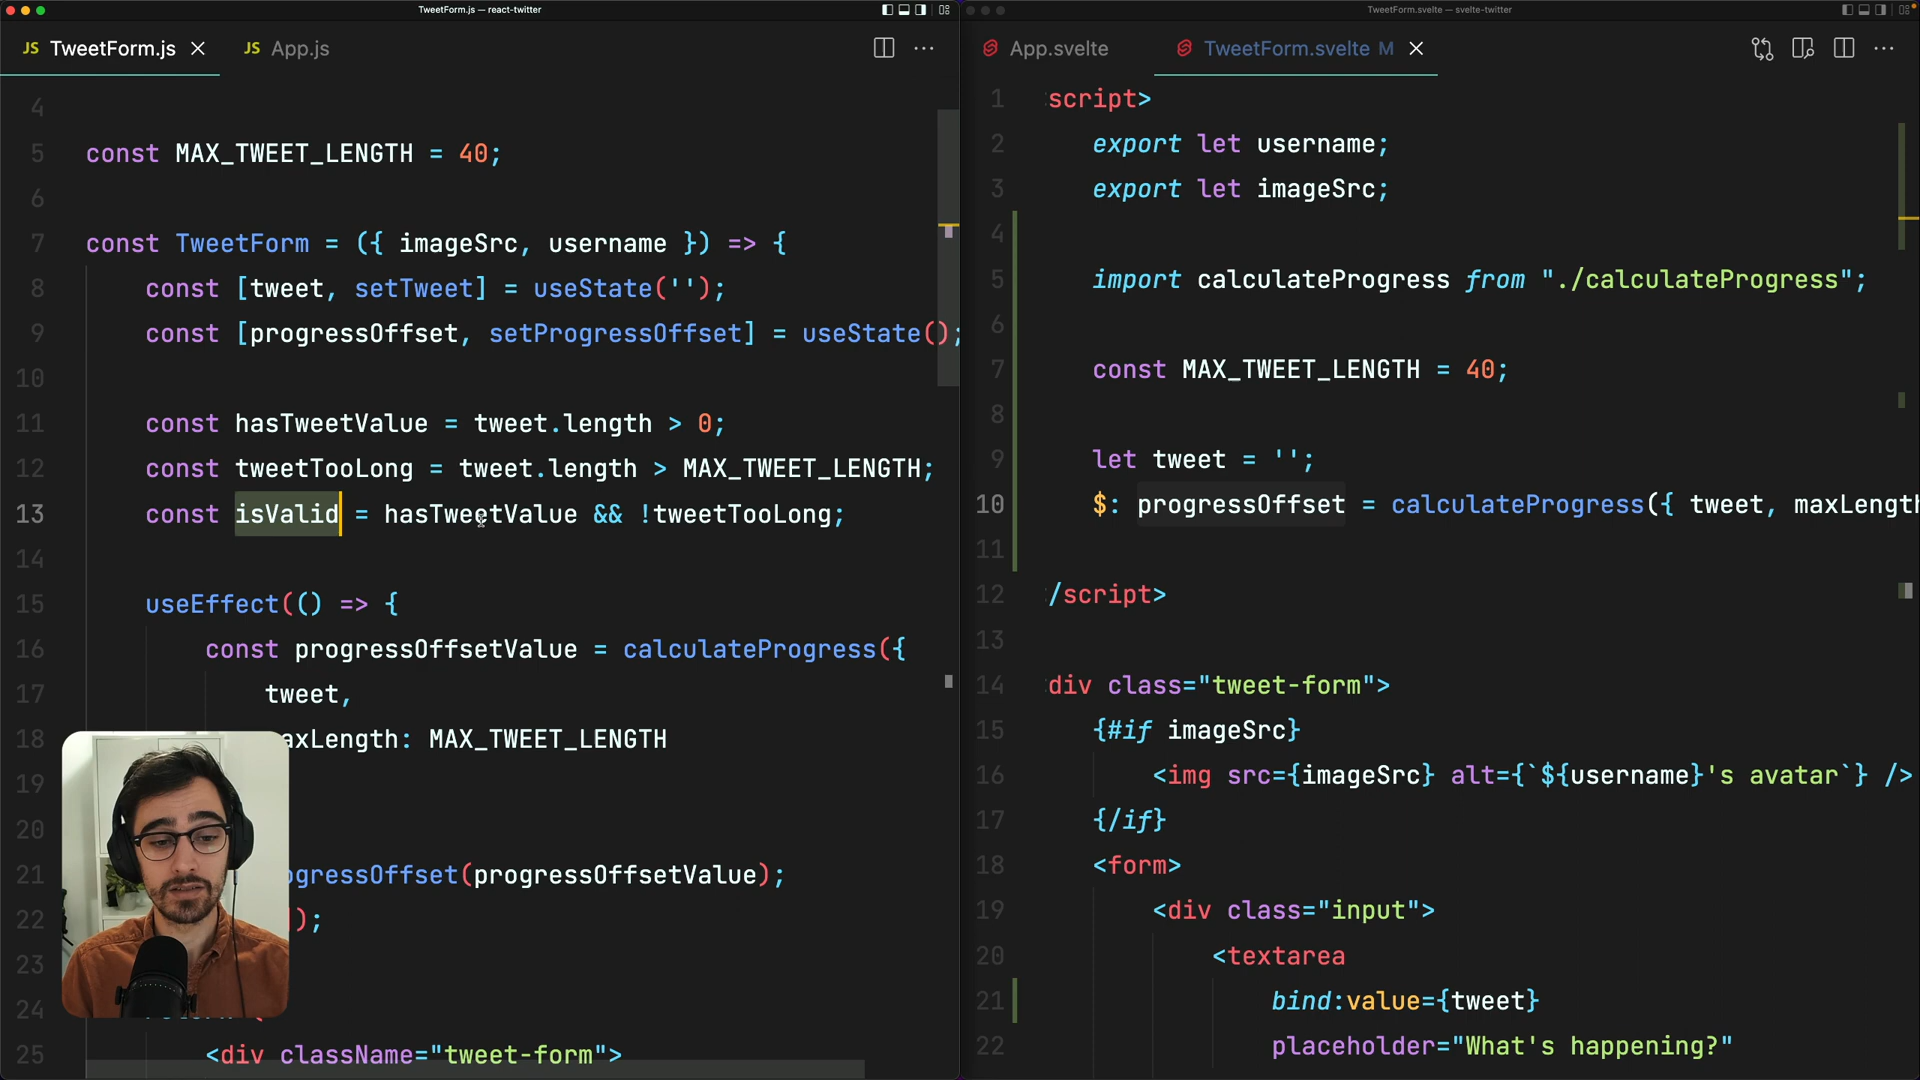 TweetForm.js — react-twitter
JS TweetForm.js
JS App.js
4
5 const MAX_TWEET_LENGTH = 40;
6
7 const TweetForm = ({ imageSrc, username }) => {
8 const [tweet, setTweet] = useState('');
9 const [progressOffset, setProgressOffset] = useState();
10
11 const hasTweetValue = tweet.length > 0;
12 const tweetTooLong = tweet.length > MAX_TWEET_LENGTH;
13 const isValid = hasTweetValue && !tweetTooLong;
14
15 useEffect(() => {
16 const progressOffsetValue = calculateProgress({
17 tweet,
18 axLength: MAX_TWEET_LENGTH
19
20
21 ogressOffset(progressOffsetValue);
22 ]);
23
24
25 <div className="tweet-form">
TweetForm.svelte — svelte-twitter
App.svelte
TweetForm.svelte M
1 script>
2 export let username;
3 export let imageSrc;
4
5 import calculateProgress from "./calculateProgress";
6
7 const MAX_TWEET_LENGTH = 40;
8
9 let tweet = '';
10 $: progressOffset = calculateProgress({ tweet, maxLength
11
12 /script>
13
14 div class="tweet-form">
15 {#if imageSrc}
16 <img src={imageSrc} alt={`${username}'s avatar`} />
17 {/if}
18 <form>
19 <div class="input">
20 <textarea
21 bind:value={tweet}
22 placeholder="What's happening?"